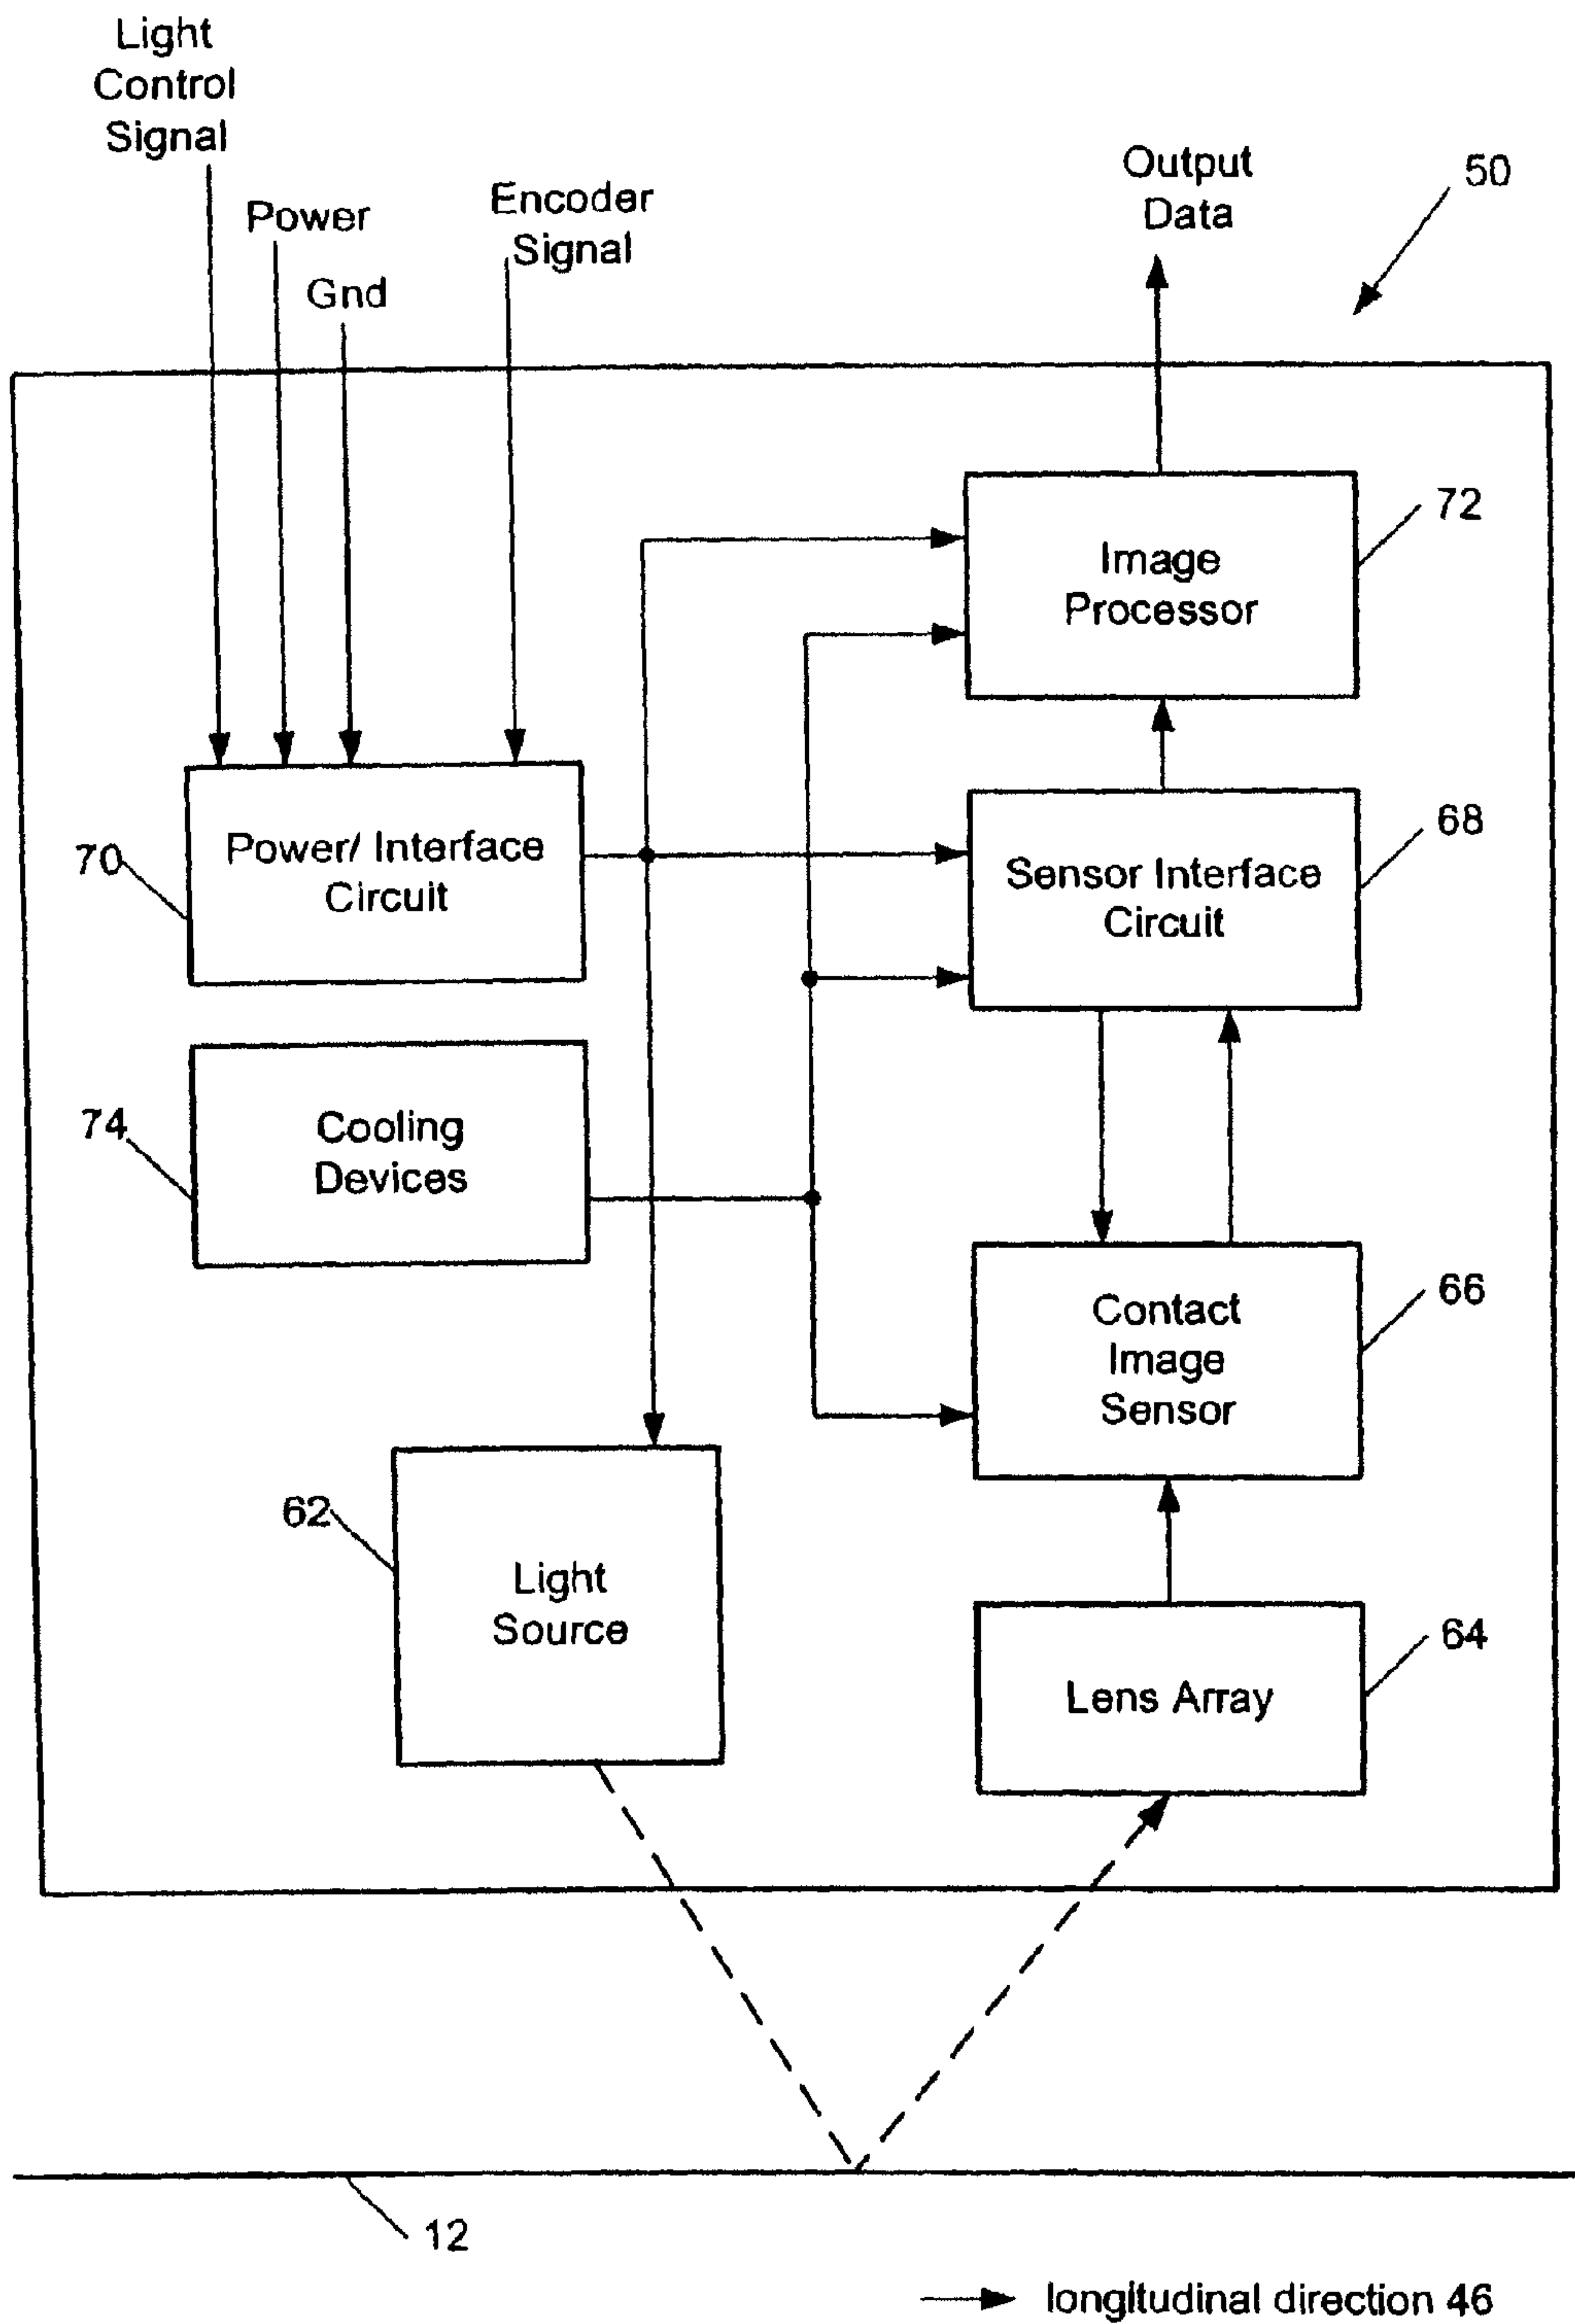 Light
Control
Signal
Power
Gnd
Encoder
Signal
Output
Data
50
Image
Processor
72
Power/ Interface
Circuit
70
Sensor Interface
Circuit
68
Cooling
Devices
74
Contact
Image
Sensor
66
Light
Source
62
Lens Array
64
12
longitudinal direction 46